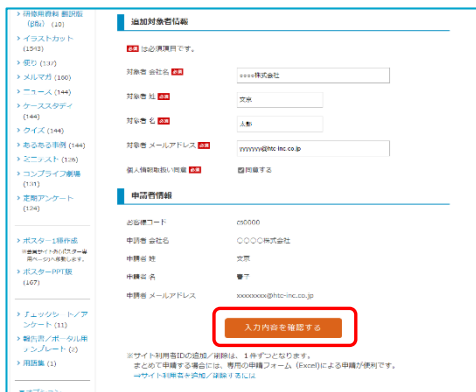 研修用資料 翻訳版
(β版) (10)
イラストカット
(1543)
便り (137)
メルマガ (100)
ニュース (144)
ケーススタディ
(144)
クイズ (144)
あるある事例 (144)
ミニテスト (126)
コンプライフ劇場
(131)
定期アンケート
(124)
ポスター1種作成
ポスターPPT版
(167)
チェックシート/ア
ンケート (11)
報告書/ポータル用
テンプレート (2)
用語集 (1)
追加対象者情報
必須 は必須項目です。
対象者 会社名 必須
****株式会社
対象者 姓 必須
文京
対象者 名 必須
太郎
対象者 メールアドレス 必須
yyyyyyy@htc-inc.co.jp
個人情報取扱い同意 必須
同意する
申請者情報
お客様コード
cs0000
申請者 会社名
〇〇〇〇株式会社
申請者 姓
文京
申請者 名
申請者 メールアドレス
xxxxxxxx@htc-inc.co.jp
入力内容を確認する
※サイト利用者IDの追加/削除は、1件ずつとなります。
まとめて申請する場合には、専用の申請フォーム (Excel)による申請が便利です。
⇒サイト利用者を追加/削除するには